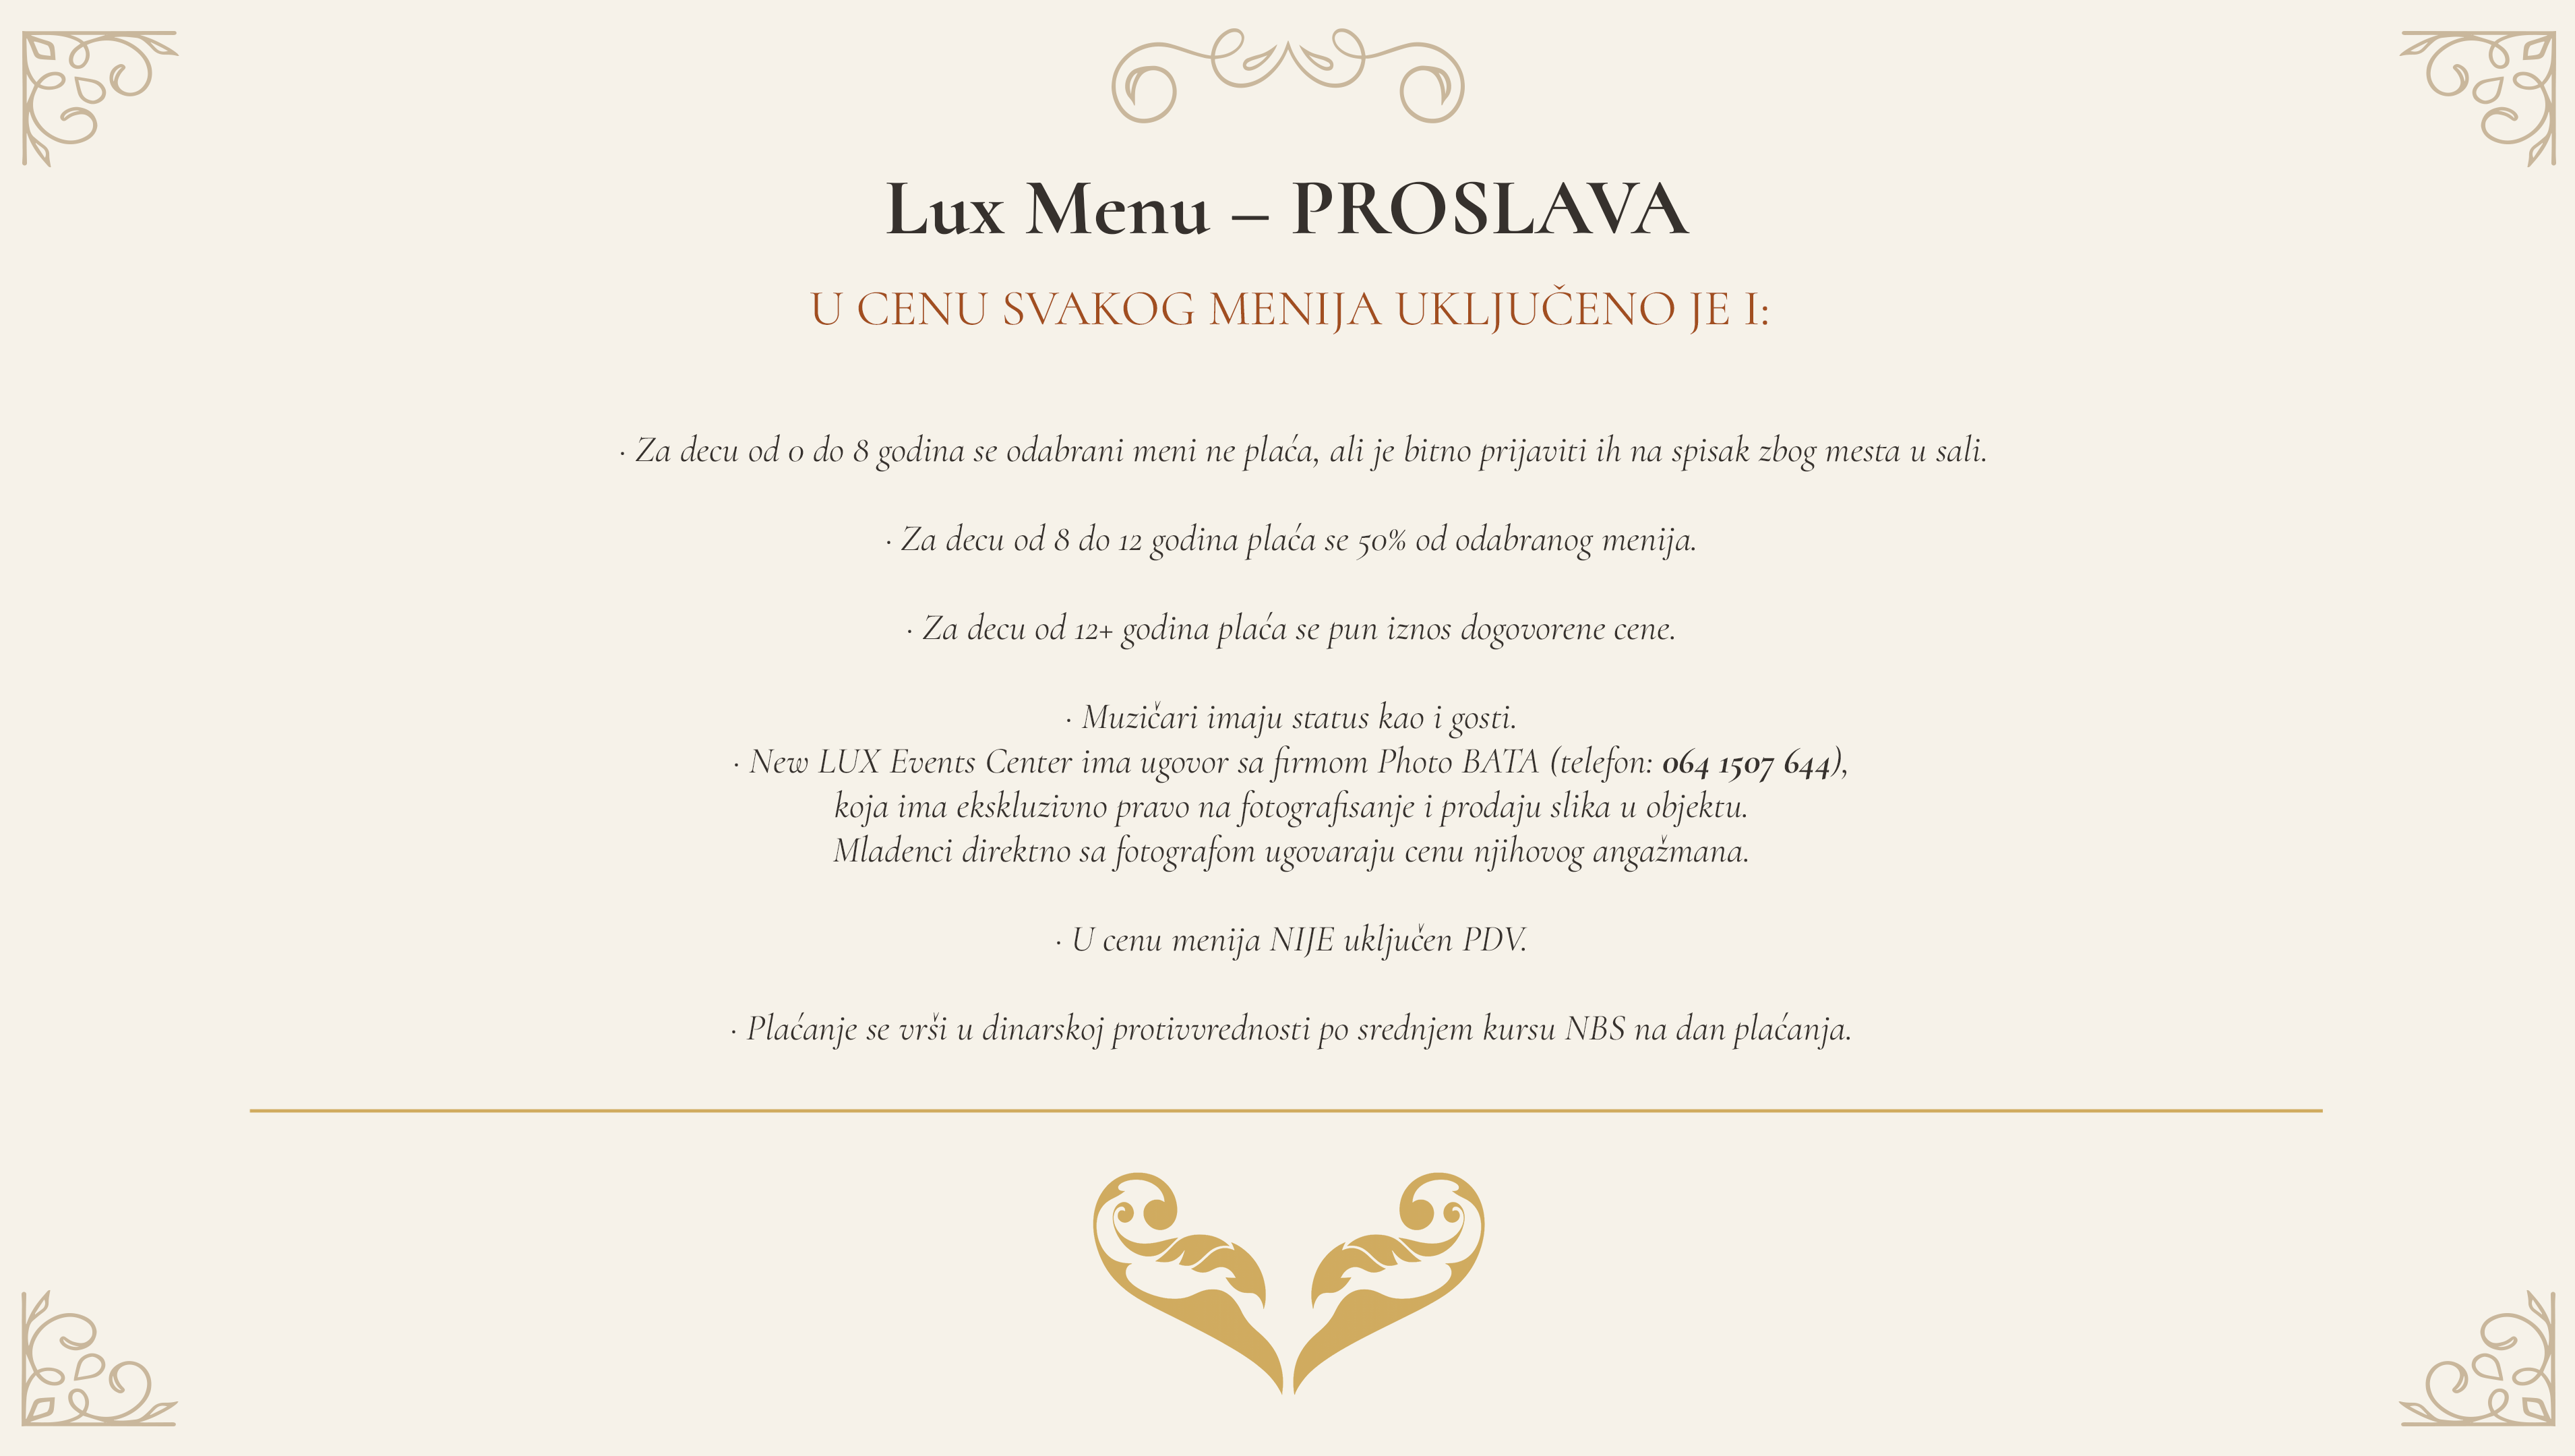 Lux Menu – PROSLAVA
U CENU SVAKOG MENIJA UKLJUČENO JE I:
· Za decu od 0 do 8 godina se odabrani meni ne plaća, ali je bitno prijaviti ih na spisak zbog mesta u sali.
· Za decu od 8 do 12 godina plaća se 50% od odabranog menija.
· Za decu od 12+ godina plaća se pun iznos dogovorene cene.
· Muzičari imaju status kao i gosti.
· New LUX Events Center ima ugovor sa firmom Photo BATA (telefon: 064 1507 644),
koja ima ekskluzivno pravo na fotografisanje i prodaju slika u objektu.
Mladenci direktno sa fotografom ugovaraju cenu njihovog angažmana.
· U cenu menija NIJE uključen PDV.
· Plaćanje se vrši u dinarskoj protivvrednosti po srednjem kursu NBS na dan plaćanja.